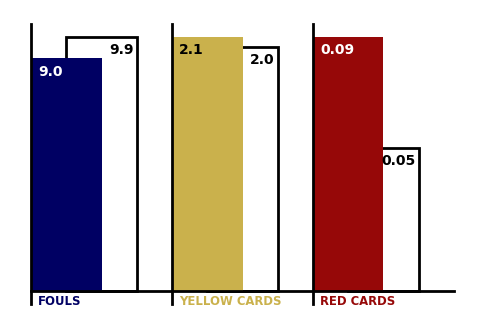 9.0
9.9
2.1
2.0
0.09
0.05
FOULS
YELLOW CARDS
RED CARDS